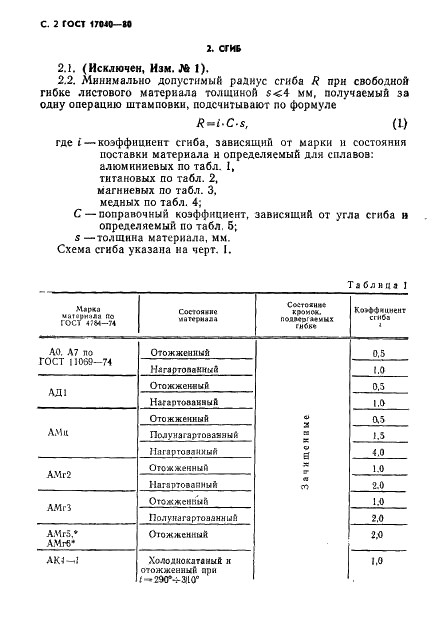 С. 2 ГОСТ 17040—80
2. СГИБ
2.1. (Исключен, Изм. № 1).
2.2. Минимально допустимый радиус сгиба R при свободной
гибке листового материала толщиной s⩽4 мм, получаемый за
одну операцию штамповки, подсчитывают по формуле
R=i·C·s, (1)
где i — коэффициент сгиба, зависящий от марки и состояния
поставки материала и определяемый для сплавов:
алюминиевых по табл. 1,
титановых по табл. 2,
магниевых по табл. 3,
медных по табл. 4;
C — поправочный коэффициент, зависящий от угла сгиба и
определяемый по табл. 5;
s — толщина материала, мм.
Схема сгиба указана на черт. 1.
Таблица 1
Марка материала по ГОСТ 4784—74 Состояние материала Состояние кромок, подвергаемых гибке Коэффициент сгиба i
А0, А7 по Отожженный 0,5
ГОСТ 11069—74 Нагартованный 1,0
АД1 Отожженный 0,5
Нагартованный 1,0
АМц Отожженный 0,5
Полунагартованный 1,5
Нагартованный 4,0
Зачищенные
АМг2 Отожженный 1,0
Нагартованный 2,0
АМг3 Отожженный 1,0
Полунагартованный 2,0
АМг5,* Отожженный 2,0
АМг6*
АК4—1 Холоднокатаный и 1,0
отожженный при
t=290°÷310°